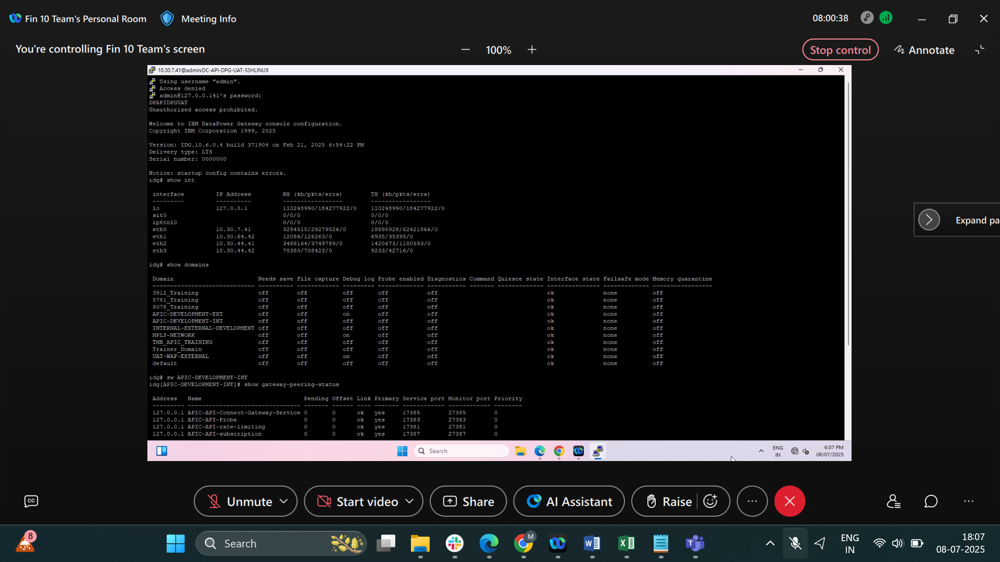 Fin 10 Team's Personal Room Meeting Info 08:00:38
You're controlling Fin 10 Team's screen 100% Stop control Annotate
10.30.7.41@admin:DC-API-DPG-UAT-SSHLINUX
Using username "admin".
Access denied
admin@127.0.0.141's password:
DPAPIDPGUAT
Unauthorized access prohibited.
Welcome to IBM DataPower Gateway console configuration.
Copyright IBM Corporation 1999, 2025
Version: IDG.10.6.0.4 build 371904 on Feb 21, 2025 6:54:22 PM
Delivery type: LTS
Serial number: 0000000
Notice: startup config contains errors.
idg# show int
interface IP Address RX (kb/pkts/errs) TX (kb/pkts/errs)
--------- ---------- ----------------- -----------------
lo 127.0.0.1 110248990/184277922/0 110248990/184277922/0
sit0 0/0/0 0/0/0
ip6tnl0 0/0/0 0/0/0
eth0 10.30.7.41 3294515/29279526/0 18895928/62421866/0
eth1 10.30.64.42 12086/126263/0 6935/35395/0
eth2 10.30.44.41 3488164/3749789/0 1420673/1180593/0
eth3 10.30.44.42 78380/708423/0 9233/42716/0
idg# show domains
Domain Needs save File capture Debug log Probe enabled Diagnostics Command Quiesce state Interface state Failsafe mode Memory quarantine
----------------------------- ---------- ------------ --------- ------------- ----------- ------- ------------- --------------- ------------- -----------------
3912_Training off off off off off ok none off
5781_Training off off off off off ok none off
8078_Training off off off off off ok none off
APIC-DEVELOPMENT-EXT off off on off off ok none off
APIC-DEVELOPMENT-INT off off off off off ok none off
INTERNAL-EXTERNAL-DEVELOPMENT off off off off off ok none off
MPLS-NETWORK off off on off off ok none off
TMB_APIC_TRAINING off off off off off ok none off
Trainer_Domain off off off off off ok none off
UAT-WAF-EXTERNAL off off on off off ok none off
default off off off off off ok none off
idg# sw APIC-DEVELOPMENT-INT
idg[APIC-DEVELOPMENT-INT]# show gateway-peering-status
Address Name Pending Offset Link Primary Service port Monitor port Priority
--------- -------------------------------- ------- ------ ---- ------- ------------ ------------ --------
127.0.0.1 APIC-API-Connect-Gateway-Service 0 0 ok yes 17385 27385 0
127.0.0.1 APIC-API-Probe 0 0 ok yes 17383 27383 0
127.0.0.1 APIC-API-rate-limiting 0 0 ok yes 17381 27381 0
127.0.0.1 APIC-API-subscription 0 0 ok yes 17387 27387 0
Expand pa
Search ENG
IN 6:07 PM
08/07/2025
CC Unmute Start video Share AI Assistant Raise
8 Search M ENG
IN 18:07
08-07-2025